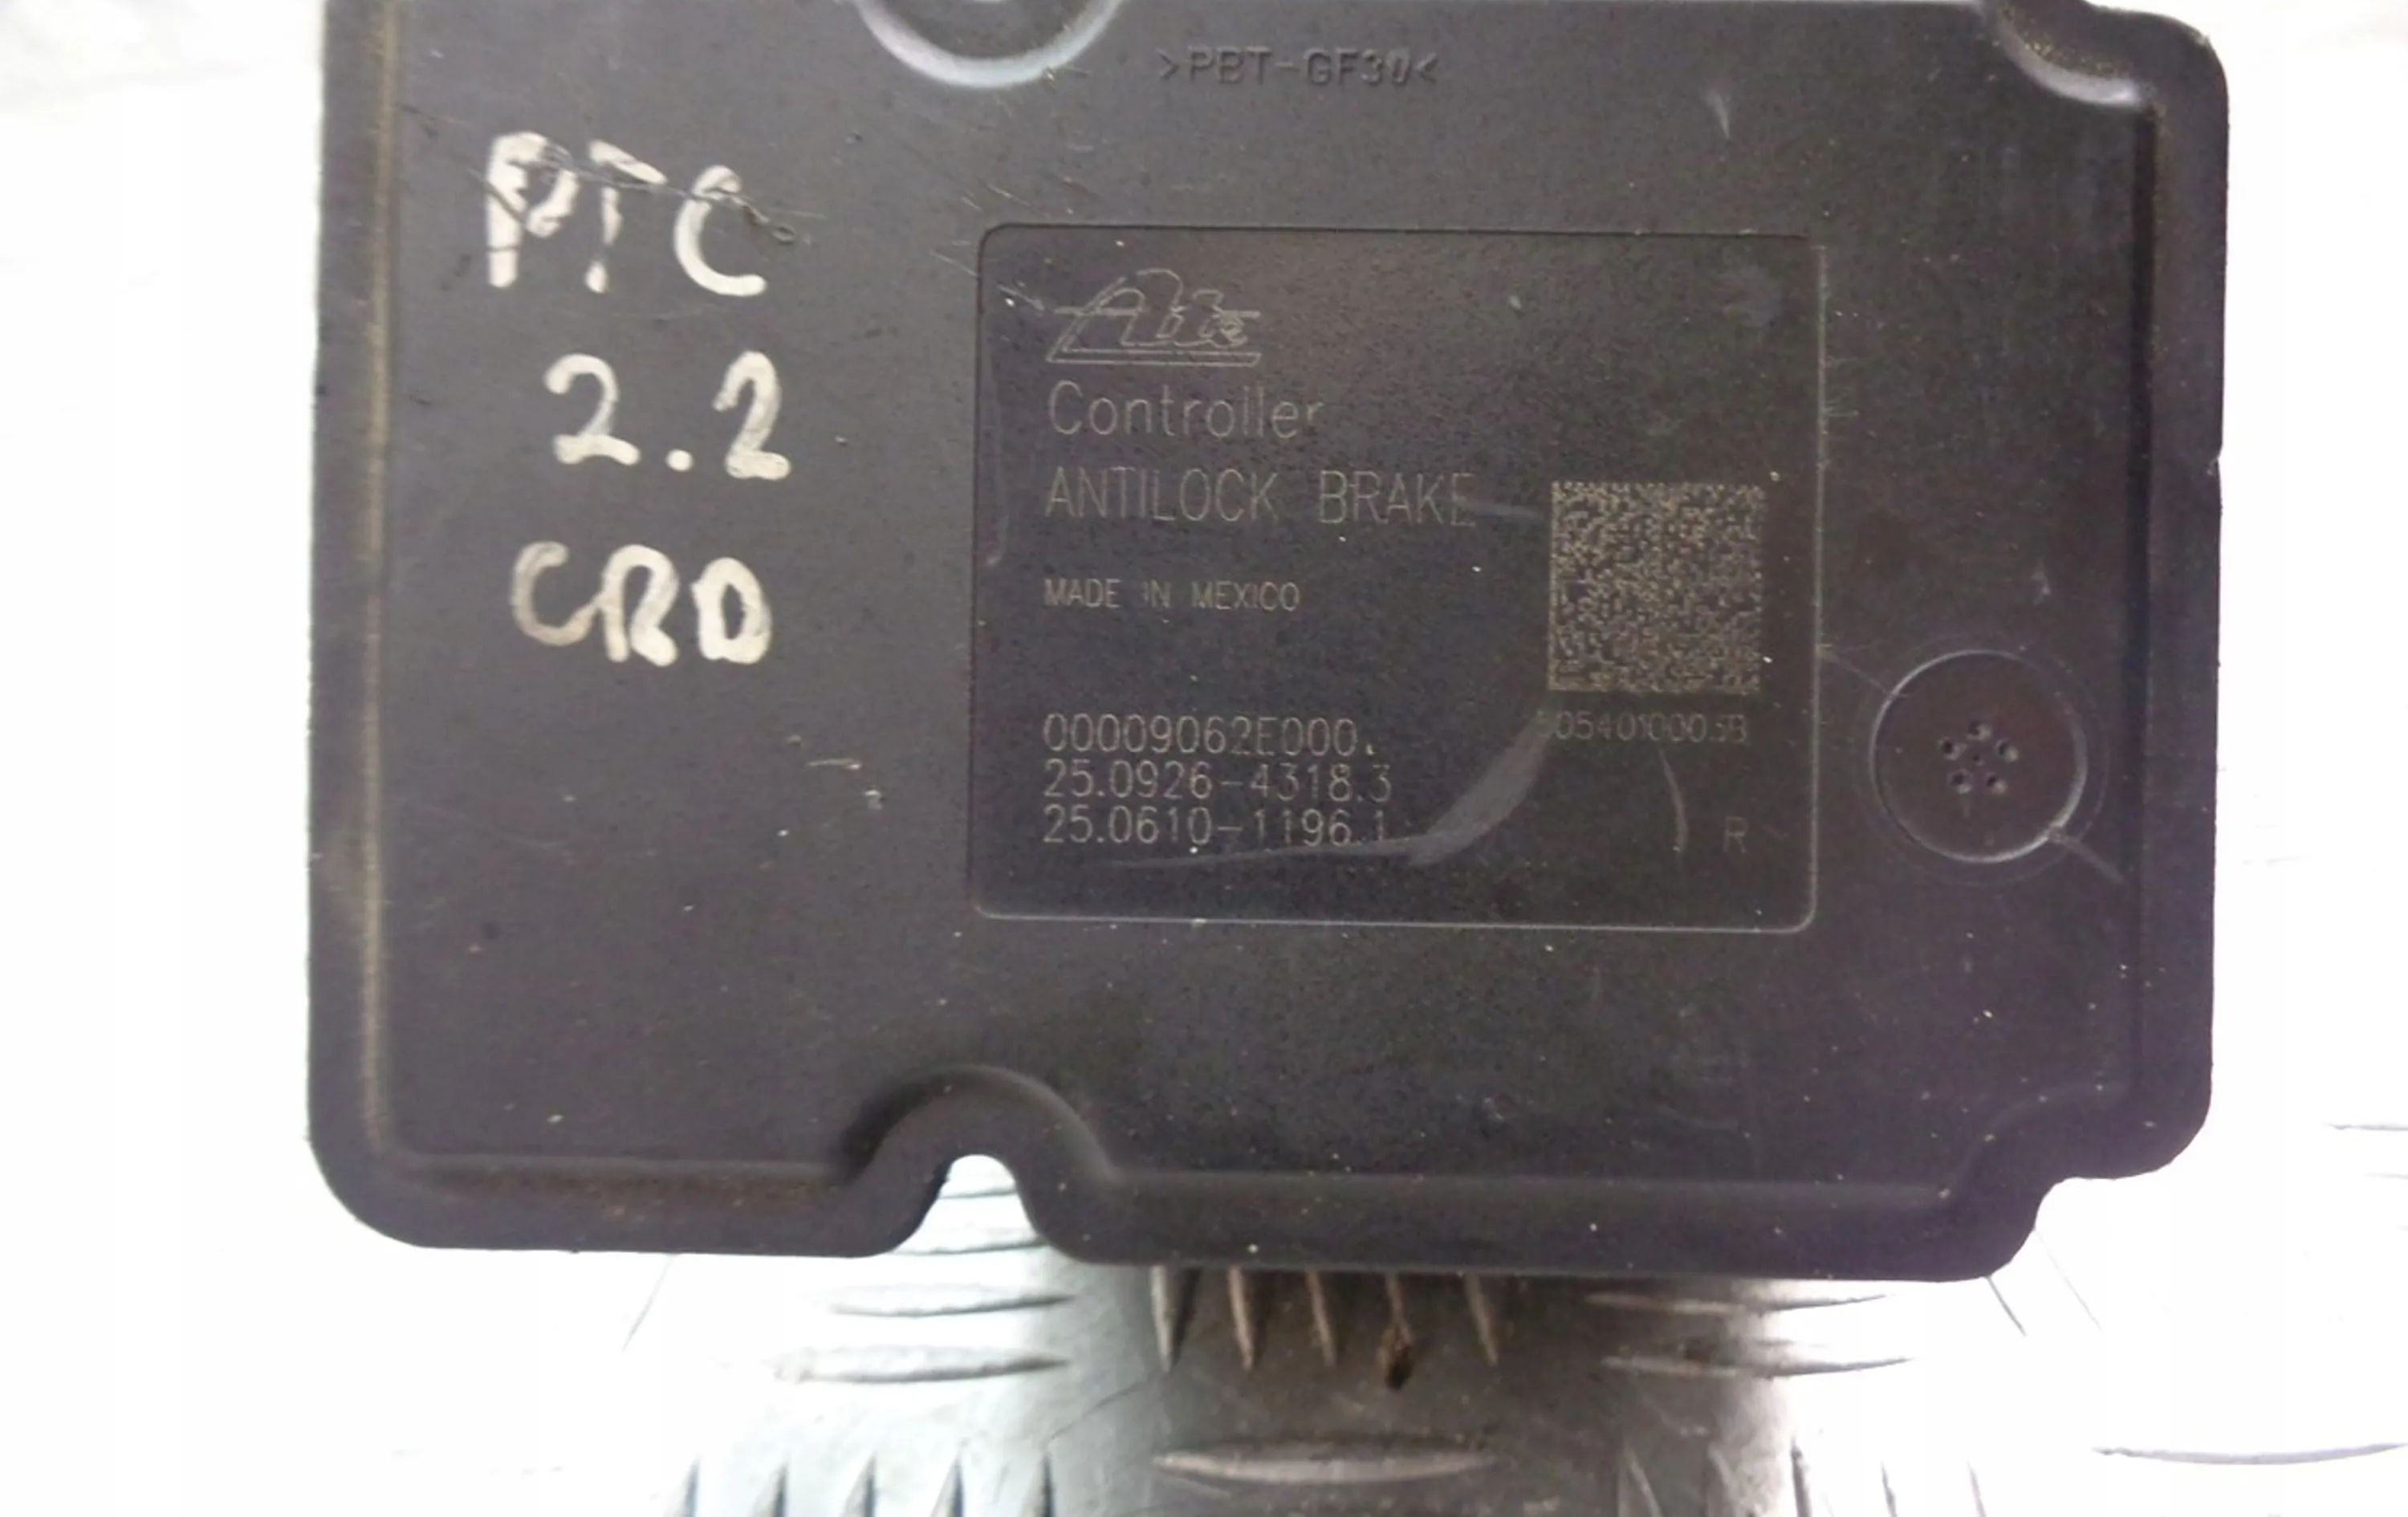 >PBT-GF30<
PTC
2.2
CRD
Ate
Controller
ANTILOCK BRAKE
MADE IN MEXICO
00009062E000
25.0926-4318.3
25.0610-1196.1
R